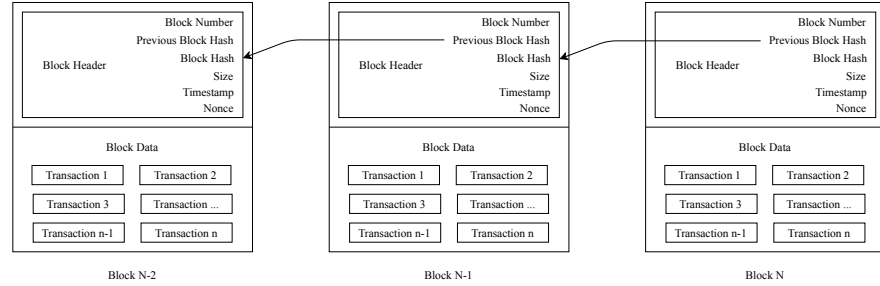 Block Number
Previous Block Hash
Block Header
Block Hash
Size
Timestamp
Nonce
Block Data
Transaction 1
Transaction 2
Transaction 3
Transaction ...
Transaction n-1
Transaction n
Block N-2
Block Number
Previous Block Hash
Block Header
Block Hash
Size
Timestamp
Nonce
Block Data
Transaction 1
Transaction 2
Transaction 3
Transaction ...
Transaction n-1
Transaction n
Block N-1
Block Number
Previous Block Hash
Block Header
Block Hash
Size
Timestamp
Nonce
Block Data
Transaction 1
Transaction 2
Transaction 3
Transaction ...
Transaction n-1
Transaction n
Block N